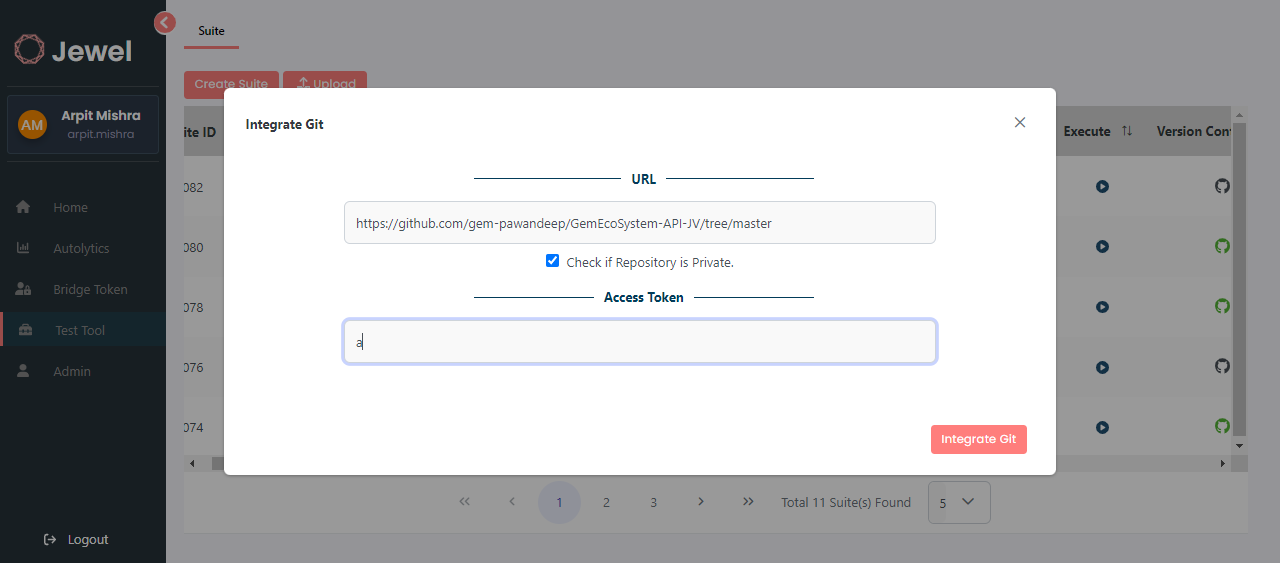 Jewel
AM
Arpit Mishra
arpit.mishra
Home
Autolytics
Bridge Token
Test Tool
Admin
Logout
Suite
Create Suite
Upload
ite ID
Execute
Version Con
082
080
078
076
074
Integrate Git
URL
https://github.com/gem-pawandeep/GemEcoSystem-API-JV/tree/master
Check if Repository is Private.
Access Token
a
Integrate Git
1 2 3 Total 11 Suite(s) Found 5